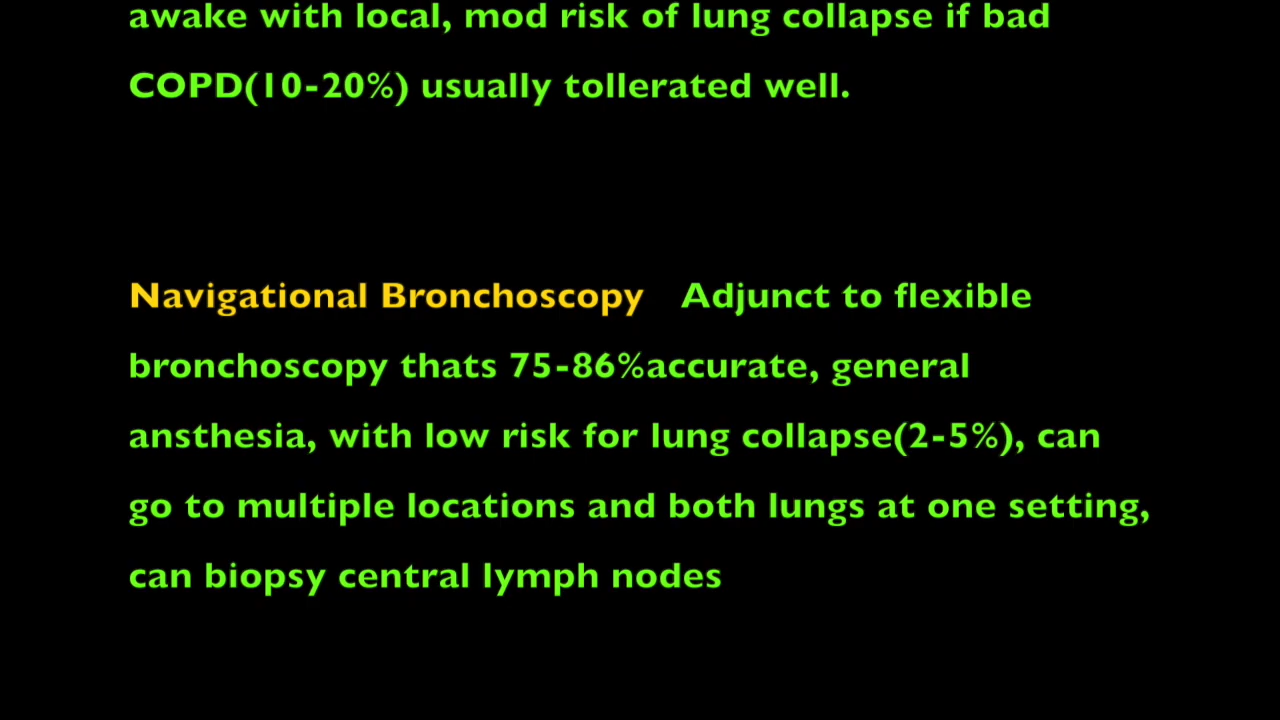 awake with local, mod risk of lung collapse if bad
COPD(10-20%) usually tollerated well.
Navigational Bronchoscopy Adjunct to flexible
bronchoscopy thats 75-86%accurate, general
ansthesia, with low risk for lung collapse(2-5%), can
go to multiple locations and both lungs at one setting,
can biopsy central lymph nodes